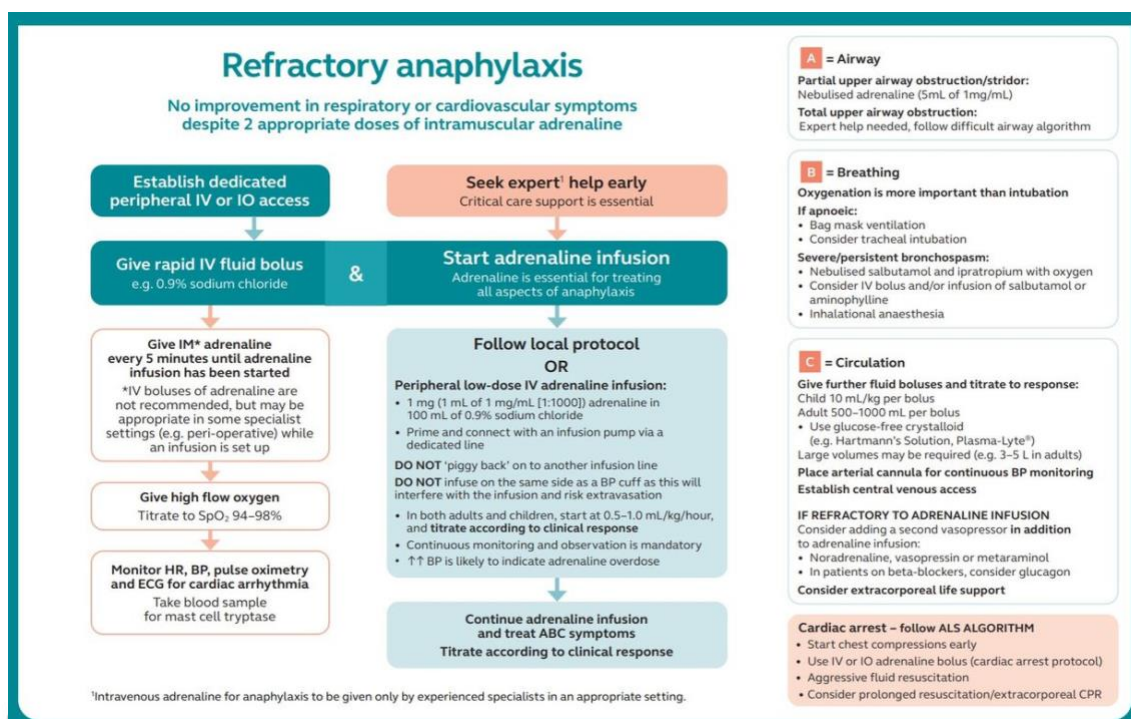 Refractory anaphylaxis
No improvement in respiratory or cardiovascular symptoms
despite 2 appropriate doses of intramuscular adrenaline
Establish dedicated
peripheral IV or IO access
Seek expert¹ help early
Critical care support is essential
Give rapid IV fluid bolus
e.g. 0.9% sodium chloride
&
Start adrenaline infusion
Adrenaline is essential for treating
all aspects of anaphylaxis
Give IM* adrenaline
every 5 minutes until adrenaline
infusion has been started
*IV boluses of adrenaline are
not recommended, but may be
appropriate in some specialist
settings (e.g. peri-operative) while
an infusion is set up
Give high flow oxygen
Titrate to SpO₂ 94–98%
Monitor HR, BP, pulse oximetry
and ECG for cardiac arrhythmia
Take blood sample
for mast cell tryptase
Follow local protocol
OR
Peripheral low-dose IV adrenaline infusion:
• 1 mg (1 mL of 1 mg/mL [1:1000]) adrenaline in
100 mL of 0.9% sodium chloride
• Prime and connect with an infusion pump via a
dedicated line
DO NOT ‘piggy back’ on to another infusion line
DO NOT infuse on the same side as a BP cuff as this will
interfere with the infusion and risk extravasation
• In both adults and children, start at 0.5–1.0 mL/kg/hour,
and titrate according to clinical response
• Continuous monitoring and observation is mandatory
• ↑↑ BP is likely to indicate adrenaline overdose
Continue adrenaline infusion
and treat ABC symptoms
Titrate according to clinical response
¹Intravenous adrenaline for anaphylaxis to be given only by experienced specialists in an appropriate setting.
A = Airway
Partial upper airway obstruction/stridor:
Nebulised adrenaline (5mL of 1mg/mL)
Total upper airway obstruction:
Expert help needed, follow difficult airway algorithm
B = Breathing
Oxygenation is more important than intubation
If apnoeic:
• Bag mask ventilation
• Consider tracheal intubation
Severe/persistent bronchospasm:
• Nebulised salbutamol and ipratropium with oxygen
• Consider IV bolus and/or infusion of salbutamol or
aminophylline
• Inhalational anaesthesia
C = Circulation
Give further fluid boluses and titrate to response:
Child 10 mL/kg per bolus
Adult 500–1000 mL per bolus
• Use glucose-free crystalloid
(e.g. Hartmann’s Solution, Plasma-Lyte®)
Large volumes may be required (e.g. 3–5 L in adults)
Place arterial cannula for continuous BP monitoring
Establish central venous access
IF REFRACTORY TO ADRENALINE INFUSION
Consider adding a second vasopressor in addition
to adrenaline infusion:
• Noradrenaline, vasopressin or metaraminol
• In patients on beta-blockers, consider glucagon
Consider extracorporeal life support
Cardiac arrest – follow ALS ALGORITHM
• Start chest compressions early
• Use IV or IO adrenaline bolus (cardiac arrest protocol)
• Aggressive fluid resuscitation
• Consider prolonged resuscitation/extracorporeal CPR